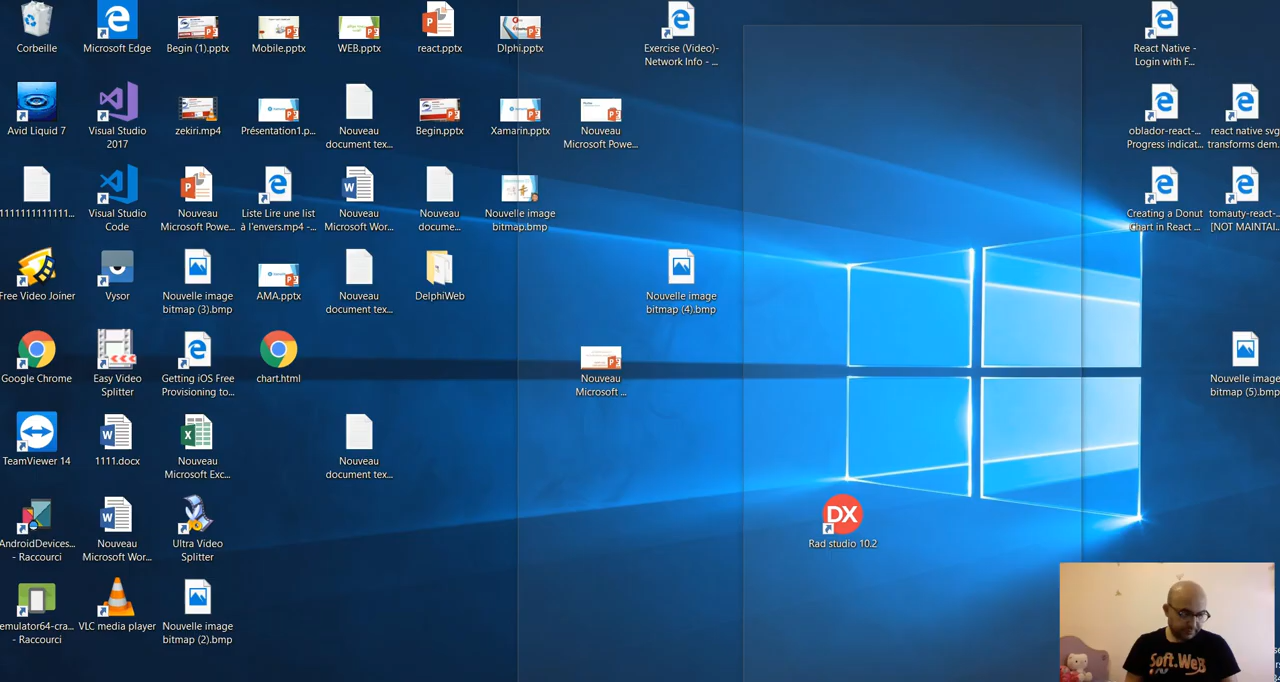 Corbeille
Microsoft Edge
Begin (1).pptx
Mobile.pptx
WEB.pptx
react.pptx
Dlphi.pptx
Exercise (Video)-
Network Info - ...
React Native -
Login with F...
Avid Liquid 7
Visual Studio
2017
zekiri.mp4
Présentation1.p...
Nouveau
document tex...
Begin.pptx
Xamarin.pptx
Nouveau
Microsoft Powe...
oblador-react-...
Progress indicat...
react native svg
transforms dem...
1111111111111...
Visual Studio
Code
Nouveau
Microsoft Powe...
Liste Lire une list
à l'envers.mp4 -...
Nouveau
Microsoft Wor...
Nouveau
docume...
Nouvelle image
bitmap.bmp
Creating a Donut
Chart in React ...
tomauty-react-...
[NOT MAINTAI...
Free Video Joiner
Vysor
Nouvelle image
bitmap (3).bmp
AMA.pptx
Nouveau
document tex...
DelphiWeb
Nouvelle image
bitmap (4).bmp
Google Chrome
Easy Video
Splitter
Getting iOS Free
Provisioning to...
chart.html
Nouveau
Microsoft ...
Nouvelle image
bitmap (5).bmp
TeamViewer 14
1111.docx
Nouveau
Microsoft Exc...
Nouveau
document tex...
AndroidDevices...
- Raccourci
Nouveau
Microsoft Wor...
Ultra Video
Splitter
DX
Rad studio 10.2
emulator64-cra...
- Raccourci
VLC media player
Nouvelle image
bitmap (2).bmp
Soft.WeB